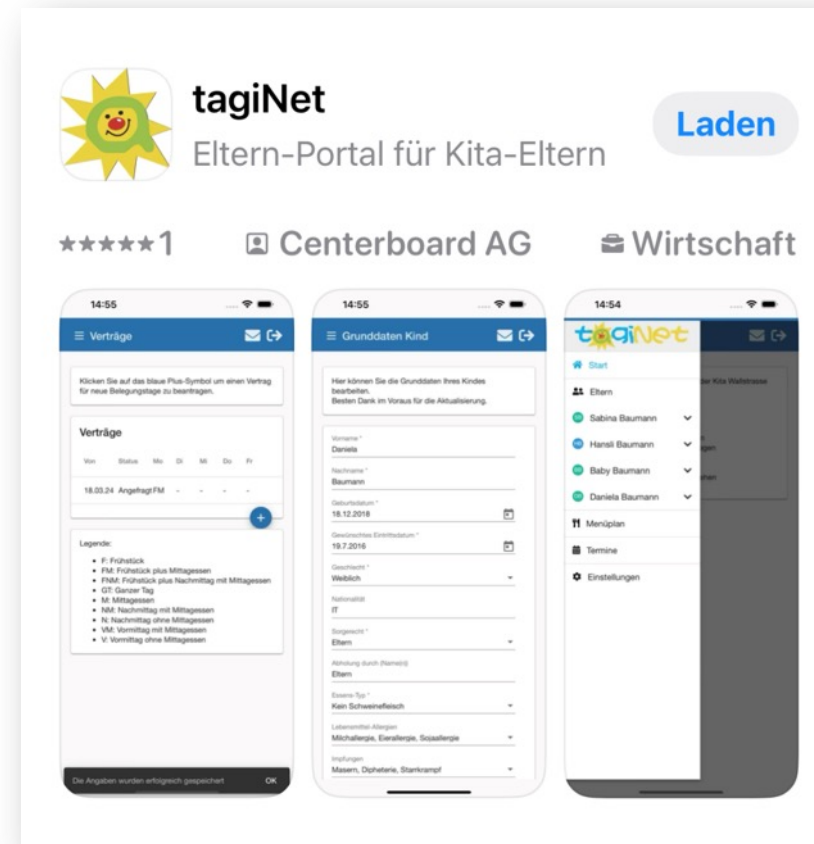 tagiNet
Eltern-Portal für Kita-Eltern
Laden
★★★★★1
Centerboard AG
Wirtschaft
14:55
Verträge
Klicken Sie auf das blaue Plus-Symbol um einen Vertrag
für neue Belegungstage zu beantragen.
Verträge
Von Status Mo Di Mi Do Fr
18.03.24 Angefragt FM - - - -
+
Legende:
• F: Frühstück
• FM: Frühstück plus Mittagessen
• FNM: Frühstück plus Nachmittag mit Mittagessen
• GT: Ganzer Tag
• M: Mittagessen
• NM: Nachmittag mit Mittagessen
• N: Nachmittag ohne Mittagessen
• VM: Vormittag mit Mittagessen
• V: Vormittag ohne Mittagessen
Die Angaben wurden erfolgreich gespeichert OK
14:55
Grunddaten Kind
Hier können Sie die Grunddaten Ihres Kindes
bearbeiten.
Besten Dank im Voraus für die Aktualisierung.
Vorname *
Daniela
Nachname *
Baumann
Geburtsdatum *
18.12.2018
Gewünschtes Eintrittsdatum *
19.7.2016
Geschlecht *
Weiblich
Nationalität
IT
Sorgerecht *
Eltern
Abholung durch (Name(n))
Eltern
Essens-Typ *
Kein Schweinefleisch
Lebensmittel-Allergien
Milchallergie, Eierallergie, Sojaallergie
Impfungen
Masern, Dipheterie, Starrkrampf
14:54
tagiNet
Start
der Kita Wallstrasse
Eltern
Sabina Baumann
Hansli Baumann
Baby Baumann
Daniela Baumann
Menüplan
Termine
Einstellungen